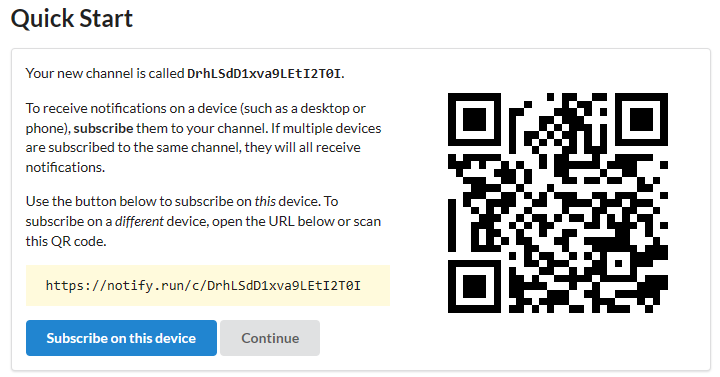 Quick Start
Your new channel is called DrhLSdD1xva9LEtI2T0I.
To receive notifications on a device (such as a desktop or
phone), subscribe them to your channel. If multiple devices
are subscribed to the same channel, they will all receive
notifications.
Use the button below to subscribe on this device. To
subscribe on a different device, open the URL below or scan
this QR code.
https://notify.run/c/DrhLSdD1xva9LEtI2T0I
Subscribe on this device
Continue